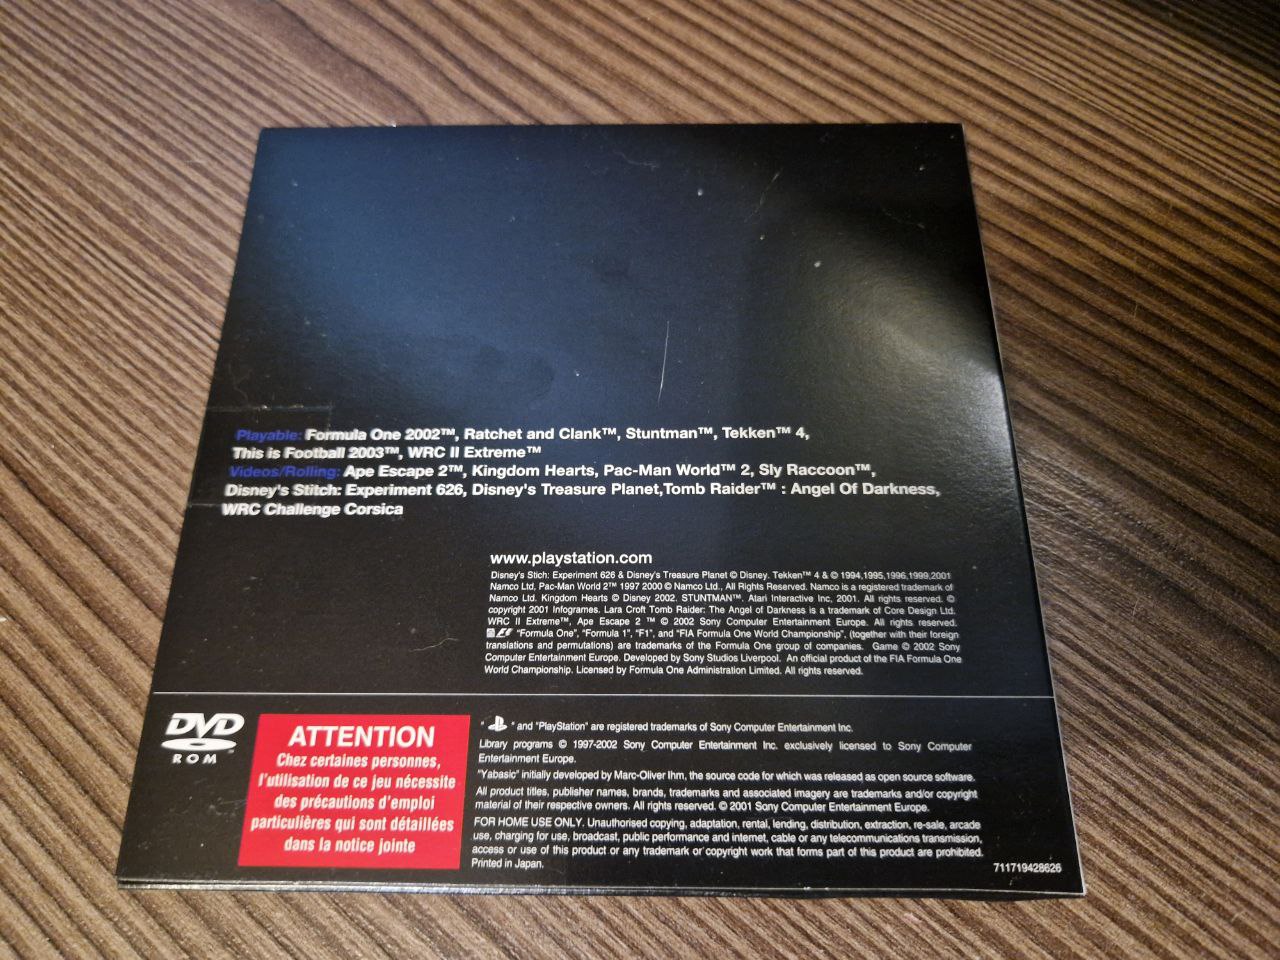 Playable: Formula One 2002™, Ratchet and Clank™, Stuntman™, Tekken™ 4,
This is Football 2003™, WRC II Extreme™
Videos/Rolling: Ape Escape 2™, Kingdom Hearts, Pac-Man World™ 2, Sly Raccoon™,
Disney's Stitch: Experiment 626, Disney's Treasure Planet,Tomb Raider™ : Angel Of Darkness,
WRC Challenge Corsica
www.playstation.com
Disney's Stich: Experiment 626 & Disney's Treasure Planet © Disney. Tekken™ 4 & © 1994,1995,1996,1999,2001
Namco Ltd, Pac-Man World 2™ 1997 2000 © Namco Ltd., All Rights Reserved. Namco is a registered trademark of
Namco Ltd. Kingdom Hearts © Disney 2002. STUNTMAN™. Atari Interactive Inc, 2001. All rights reserved. ©
copyright 2001 Infogrames. Lara Croft Tomb Raider: The Angel of Darkness is a trademark of Core Design Ltd.
WRC II Extreme™, Ape Escape 2 ™ © 2002 Sony Computer Entertainment Europe. All rights reserved.
"Formula One", "Formula 1", "F1", and "FIA Formula One World Championship", (together with their foreign
translations and permutations) are trademarks of the Formula One group of companies. Game © 2002 Sony
Computer Entertainment Europe. Developed by Sony Studios Liverpool. An official product of the FIA Formula One
World Championship. Licensed by Formula One Administration Limited. All rights reserved.
DVD
ROM
ATTENTION
Chez certaines personnes,
l'utilisation de ce jeu nécessite
des précautions d'emploi
particulières qui sont détaillées
dans la notice jointe
" " and "PlayStation" are registered trademarks of Sony Computer Entertainment Inc.
Library programs © 1997-2002 Sony Computer Entertainment Inc. exclusively licensed to Sony Computer
Entertainment Europe.
"Yabasic" initially developed by Marc-Oliver Ihm, the source code for which was released as open source software.
All product titles, publisher names, brands, trademarks and associated imagery are trademarks and/or copyright
material of their respective owners. All rights reserved. © 2001 Sony Computer Entertainment Europe.
FOR HOME USE ONLY. Unauthorised copying, adaptation, rental, lending, distribution, extraction, re-sale, arcade
use, charging for use, broadcast, public performance and internet, cable or any telecommunications transmission,
access or use of this product or any trademark or copyright work that forms part of this product are prohibited.
Printed in Japan.
711719428626